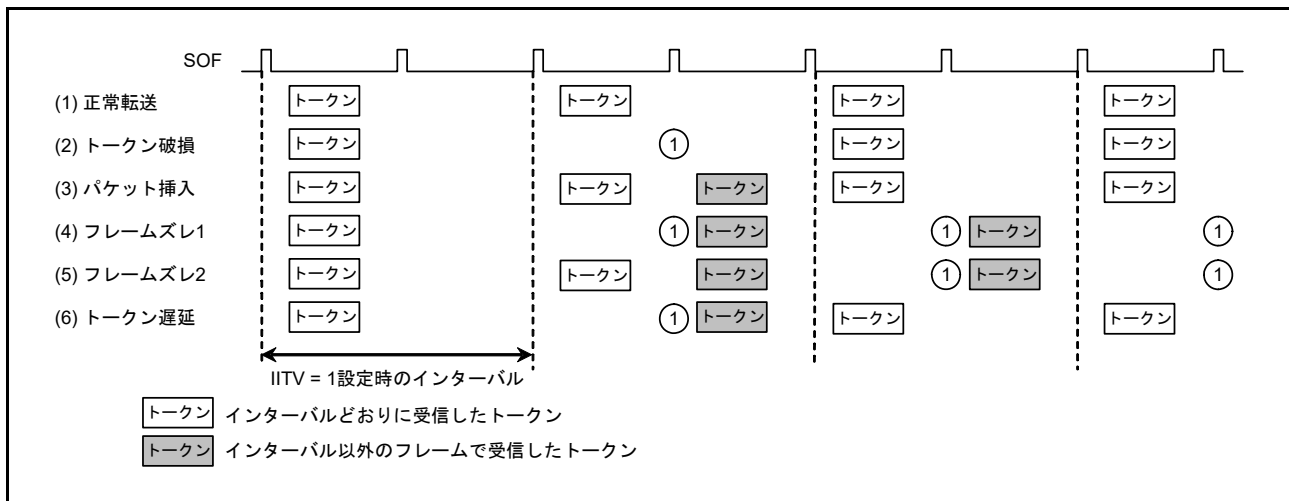 SOF
(1) 正常転送 トークン トークン トークン トークン
(2) トークン破損 トークン 1 トークン トークン
(3) パケット挿入 トークン トークン トークン トークン トークン
(4) フレームズレ1 トークン 1 トークン 1 トークン 1
(5) フレームズレ2 トークン トークン トークン 1 トークン 1
(6) トークン遅延 トークン 1 トークン トークン トークン
IITV = 1設定時のインターバル
トークン インターバルどおりに受信したトークン
トークン インターバル以外のフレームで受信したトークン